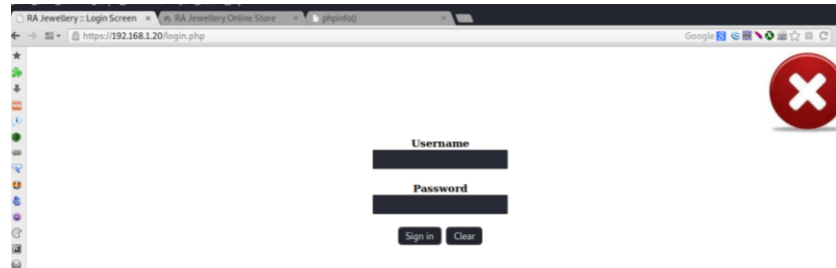 RA Jewellery :: Login Screen × RA Jewellery Online Store × phpinfo() ×
https://192.168.1.20/login.php Google
Username
Password
Sign in Clear